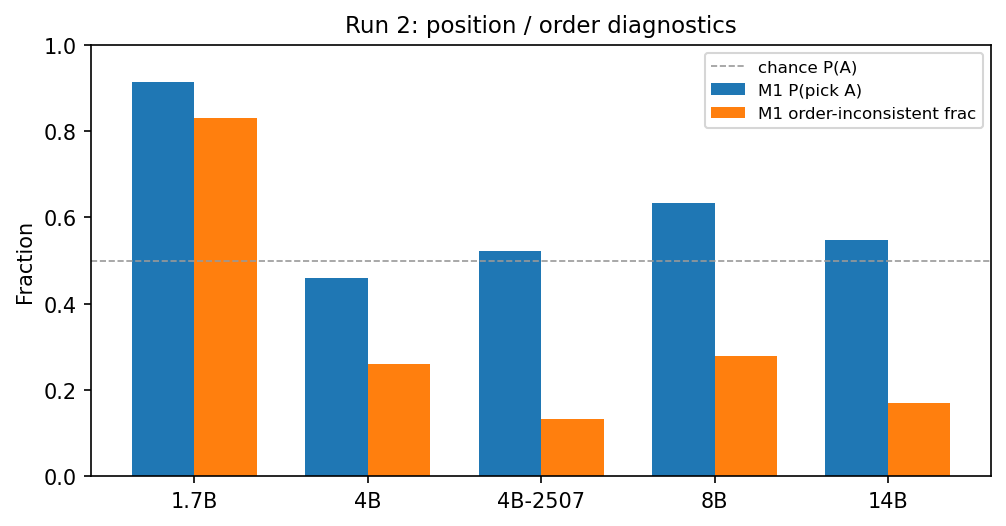 Run 2: position / order diagnostics
chance P(A)
M1 P(pick A)
M1 order-inconsistent frac
Fraction
1.0
0.8
0.6
0.4
0.2
0.0
1.7B 4B 4B-2507 8B 14B